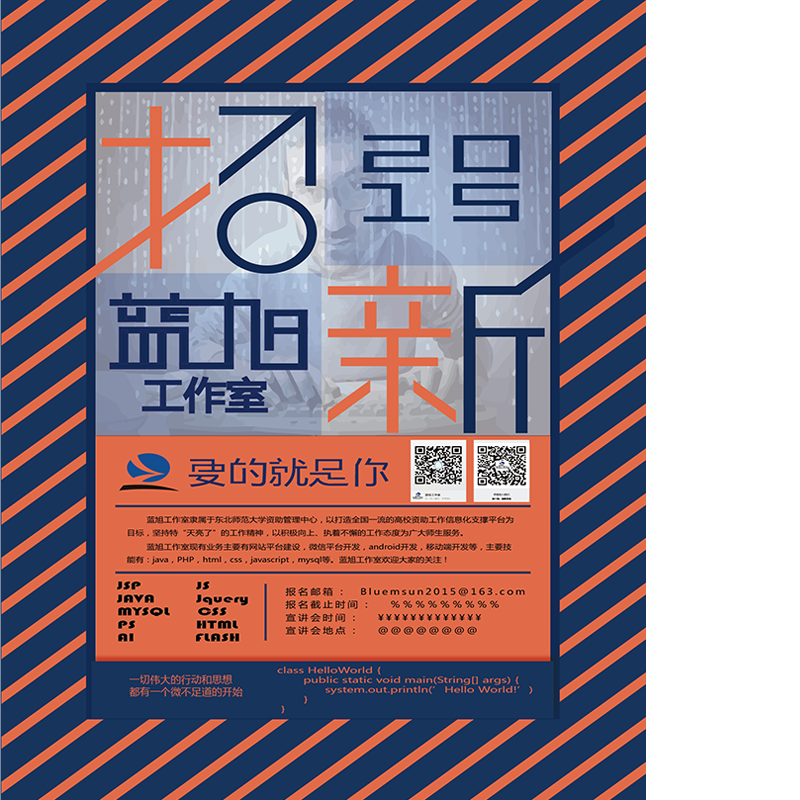 招 2015
蓝旭 新
工作室
要的就是你
蓝旭工作室隶属于东北师范大学资助管理中心，以打造全国一流的高校资助工作信息化支撑平台为
目标，坚持特“天亮了”的工作精神，以积极向上、执着不懈的工作态度为广大师生服务。
蓝旭工作室现有业务主要有网站平台建设，微信平台开发，android开发，移动端开发等，主要技
能有：java，PHP，html，css，javascript，mysql等。蓝旭工作室欢迎大家的关注！
JSP JS
JAVA Jquery
MYSQL CSS
PS HTML
AI FLASH
报名邮箱： Bluemsun2015@163.com
报名截止时间： %%%%%%%%%
宣讲会时间： ¥¥¥¥¥¥¥¥¥¥¥¥¥
宣讲会地点： @@@@@@@@
一切伟大的行动和思想
都有一个微不足道的开始
class HelloWorld {
public static void main(String[] args) {
system.out.println(’Hello World!’)
}
}